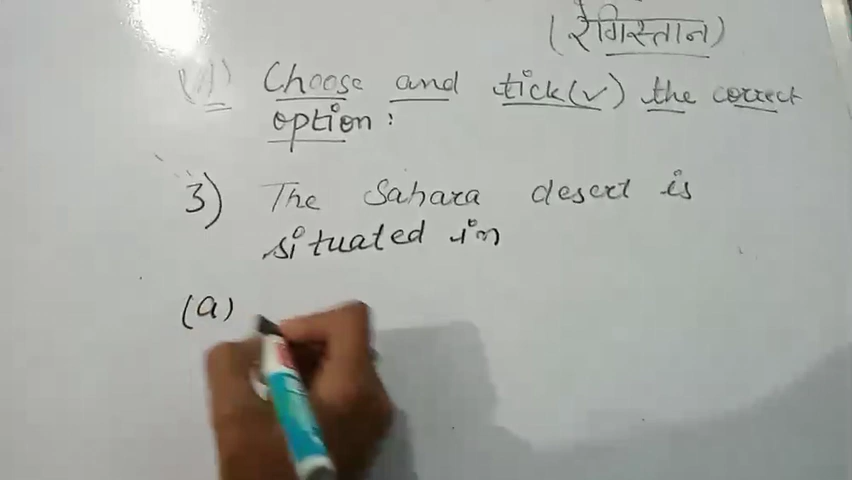 (रेगिस्तान)
(A) Choose and tick(✓) the correct
option:
3) The Sahara desert is
situated in
(a)